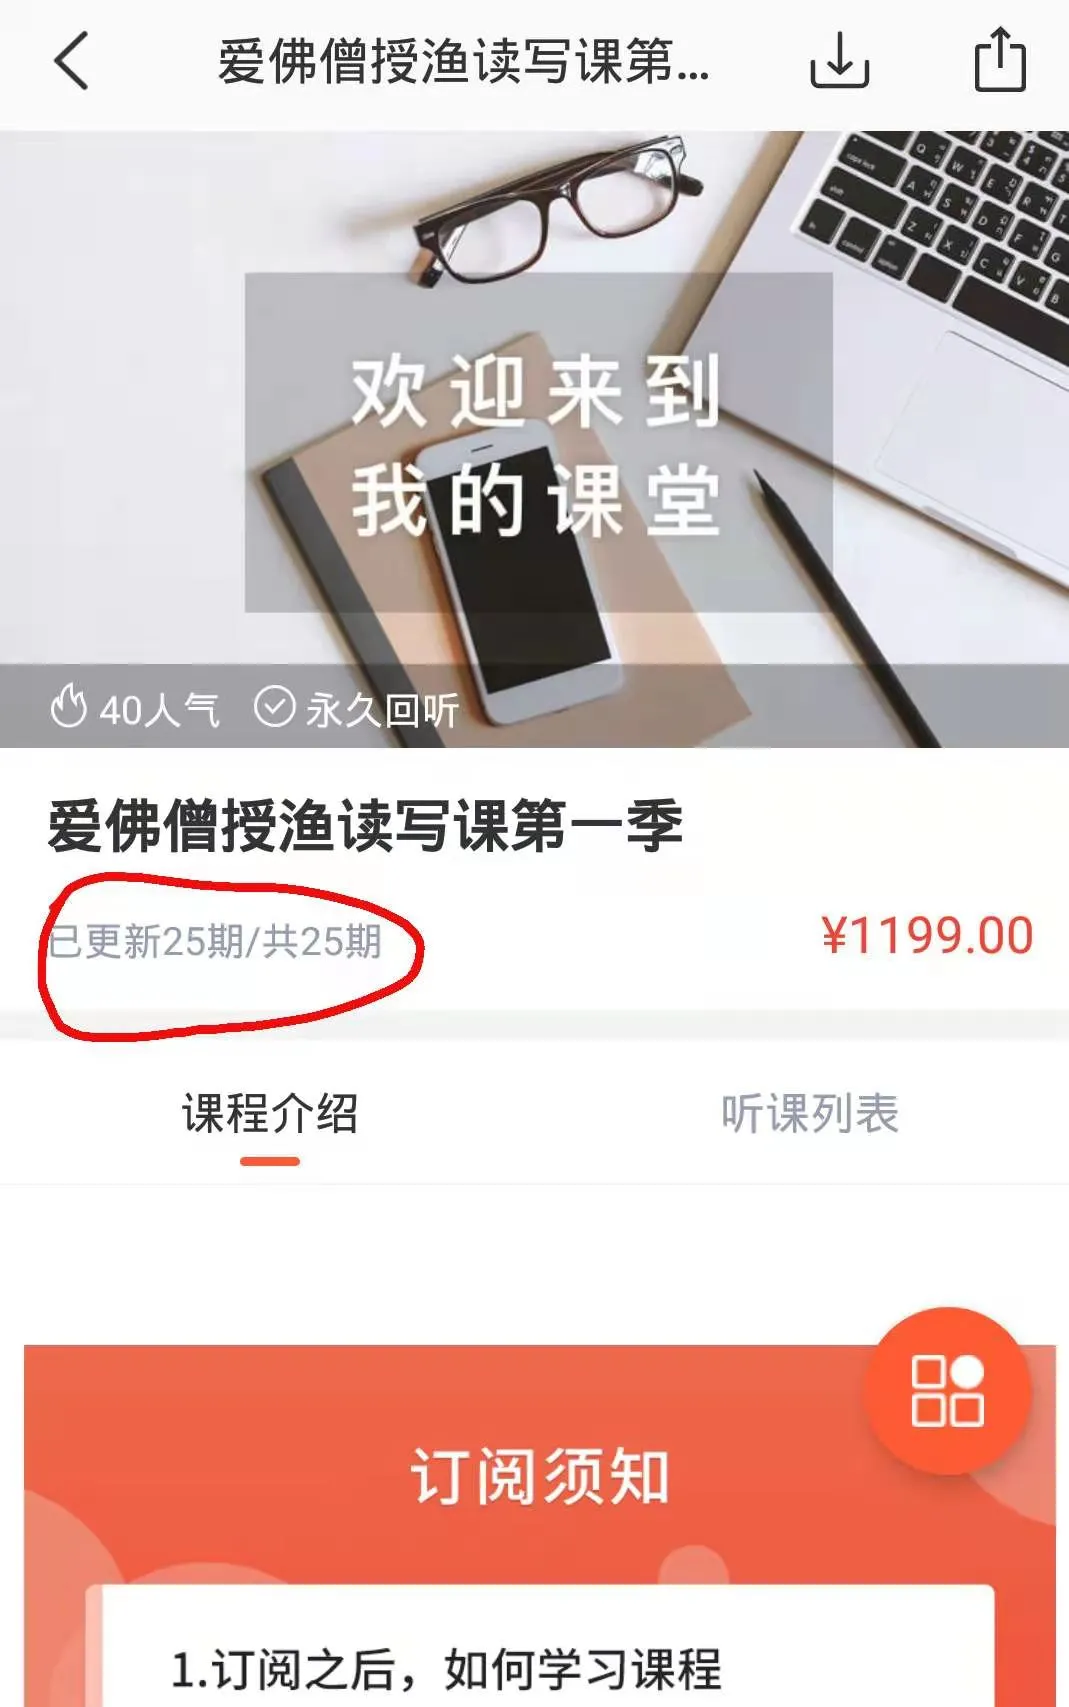 爱佛僧授渔读写课第...
欢迎来到
我的课堂
40人气 永久回听
爱佛僧授渔读写课第一季
已更新25期/共25期
¥1199.00
课程介绍 听课列表
订阅须知
1.订阅之后，如何学习课程